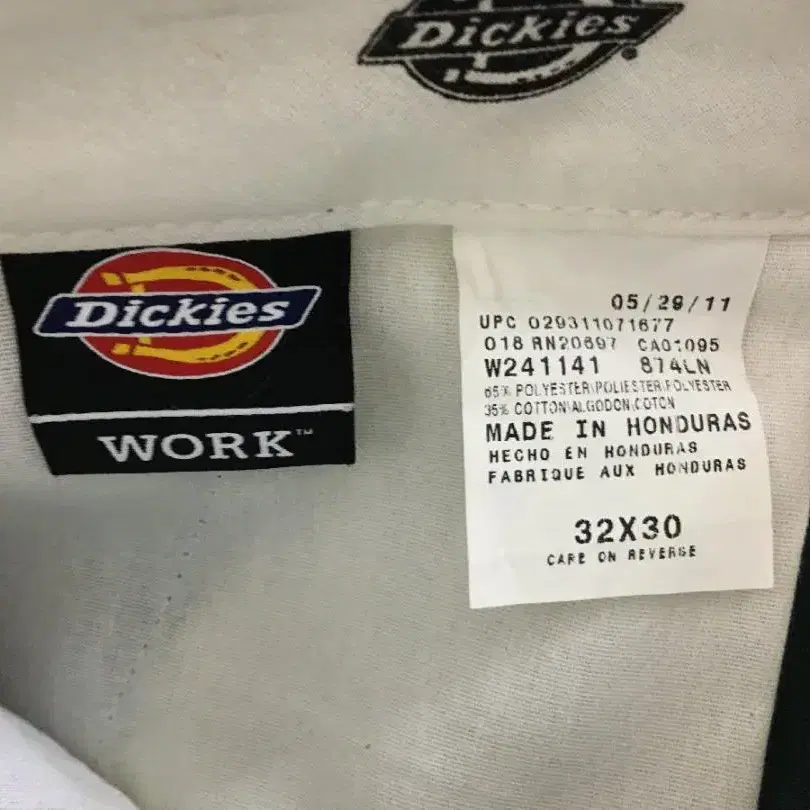 Dickies
Dickies
WORK™
05/29/11
UPC 029311071677
018 RN20697 CA01095
W241141 874LN
65% POLYESTER\POLIESTER\POLYESTER
35% COTTON\ALGODON\COTON
MADE IN HONDURAS
HECHO EN HONDURAS
FABRIQUE AUX HONDURAS
32X30
CARE ON REVERSE